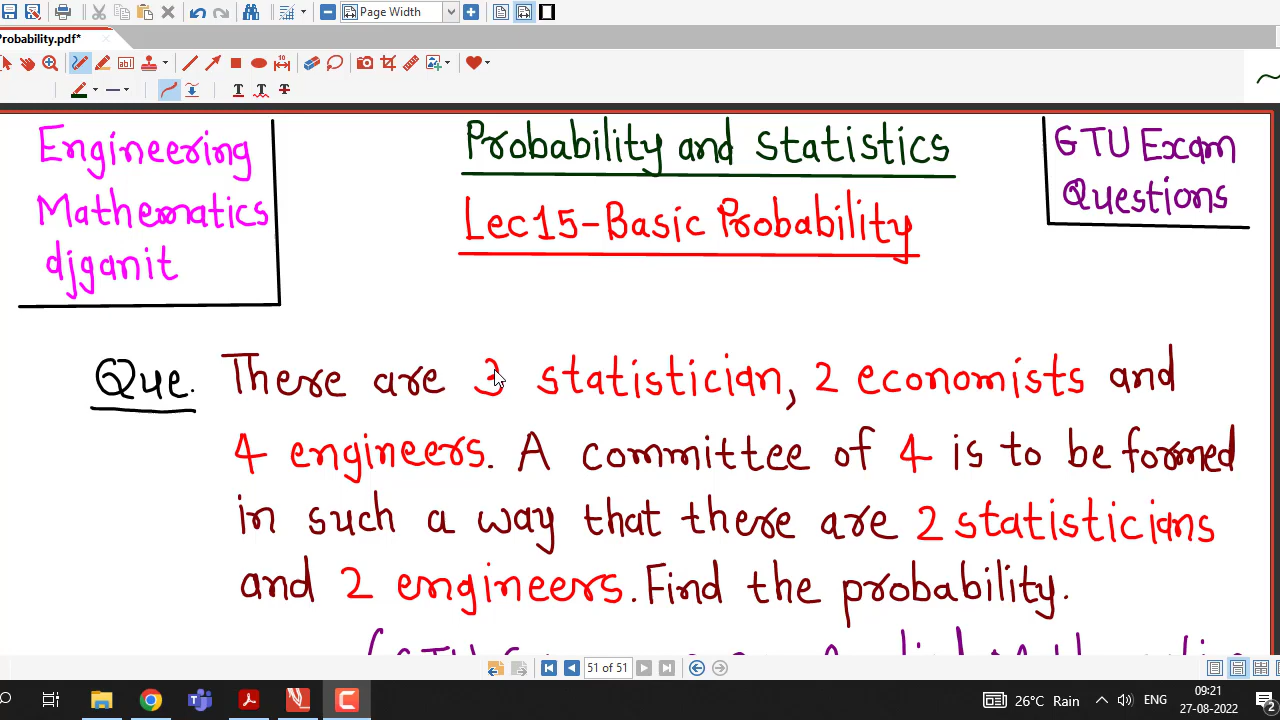 Page Width
Probability.pdf*
Engineering
Mathematics
djganit
Probability and Statistics
Lec15-Basic Probability
GTU Exam
Questions
Que. There are 3 statistician, 2 economists and
4 engineers. A committee of 4 is to be formed
in such a way that there are 2 statisticians
and 2 engineers. Find the probability.
51 of 51
26°C Rain
ENG
09:21
27-08-2022
2